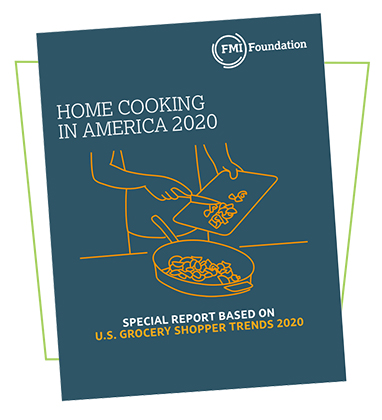 FMI Foundation
HOME COOKING
IN AMERICA 2020
SPECIAL REPORT BASED ON
U.S. GROCERY SHOPPER TRENDS 2020